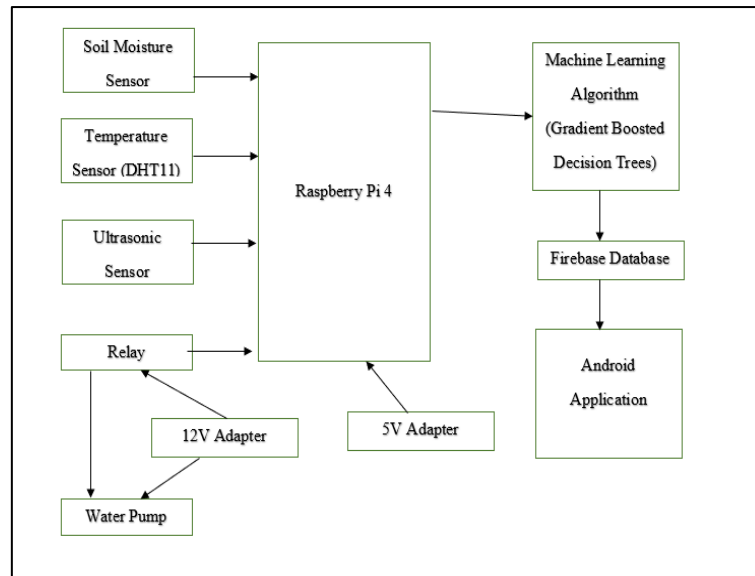 Soil Moisture
Sensor
Temperature
Sensor (DHT11)
Ultrasonic
Sensor
Relay
12V Adapter
Water Pump
Raspberry Pi 4
5V Adapter
Machine Learning
Algorithm
(Gradient Boosted
Decision Trees)
Firebase Database
Android
Application